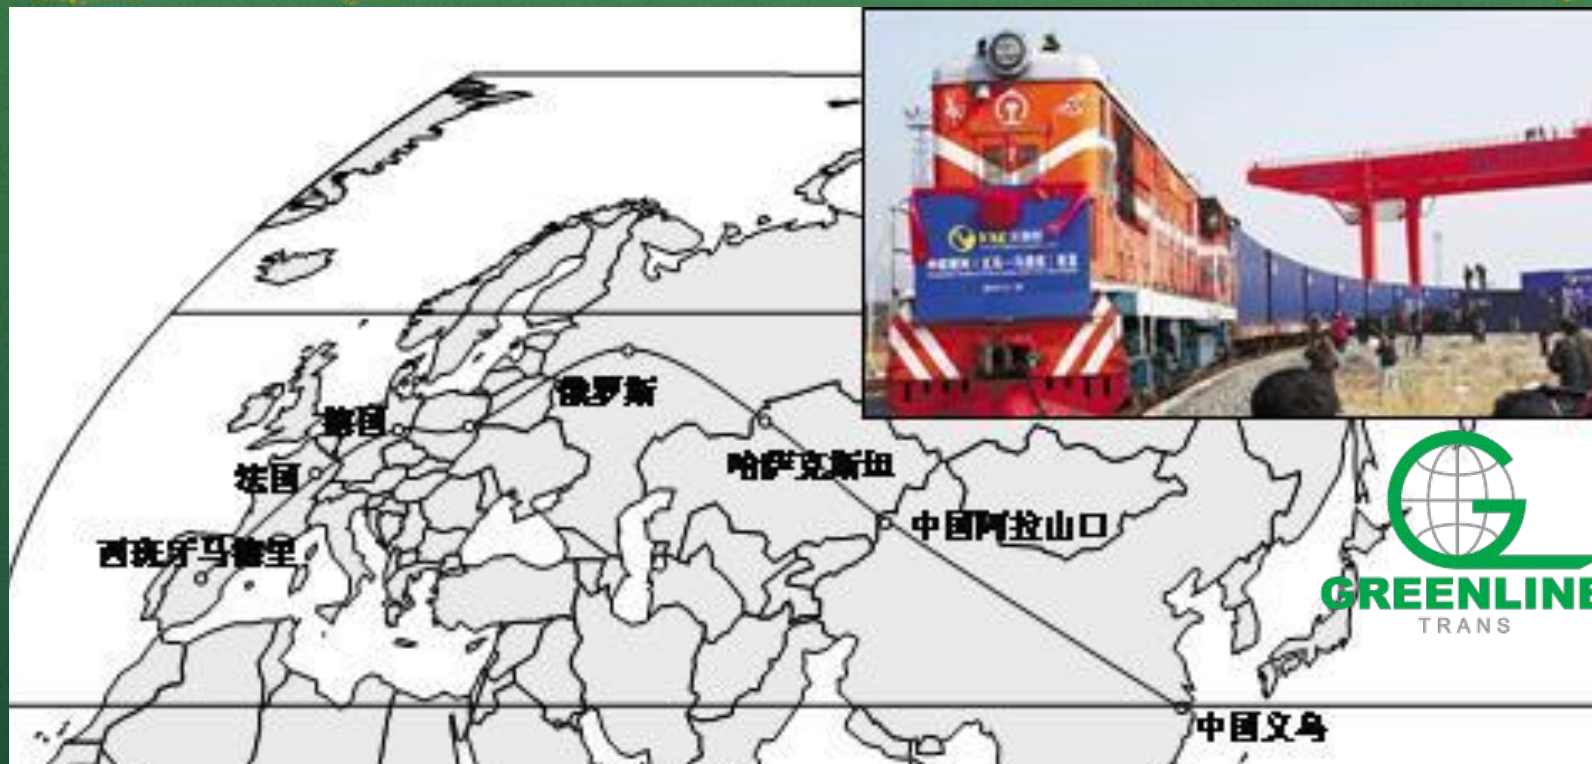 俄罗斯
德国
哈萨克斯坦
法国
中国阿拉山口
西班牙马德里
GREENLINE
TRANS
中国义乌